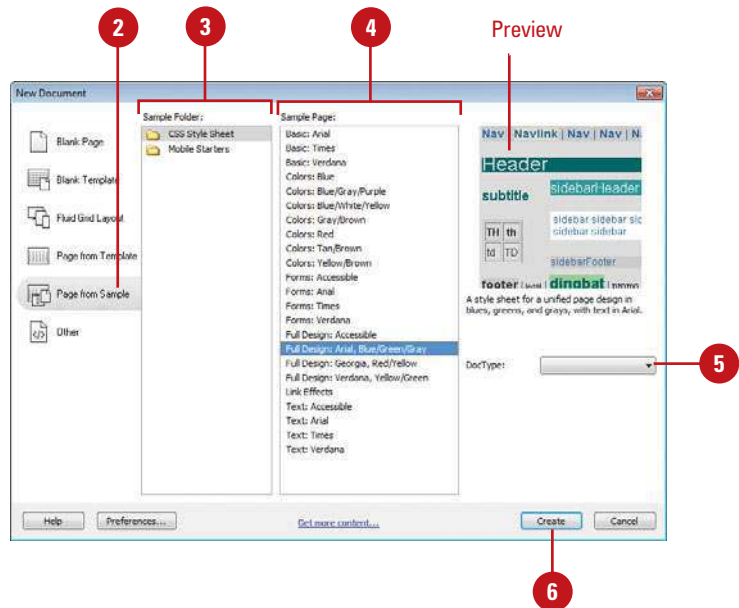 2
3
4
Preview
New Document
Sample Folder:
Sample Page:
Blank Page
Blank Template
Fluid Grid Layout
Page from Template
Page from Sample
Other
CSS Style Sheet
Mobile Starters
Basic: Arial
Basic: Times
Basic: Verdana
Colors: Blue
Colors: Blue/Gray/Purple
Colors: Blue/White/Yellow
Colors: Gray/Brown
Colors: Red
Colors: Tan/Brown
Colors: Yellow/Brown
Forms: Accessible
Forms: Arial
Forms: Times
Forms: Verdana
Full Design: Accessible
Full Design: Arial, Blue/Green/Gray
Full Design: Georgia, Red/Yellow
Full Design: Verdana, Yellow/Green
Link Effects
Text: Accessible
Text: Arial
Text: Times
Text: Verdana
Nav | Navlink | Nav | Nav | N
Header
subtitle
sidebarHeader
sidebar sidebar sid
sidebar sidebar
TH th
td TD
sidebarFooter
footer | | dingbat |
A style sheet for a unified page design in
blues, greens, and grays, with text in Arial.
DocType:
5
Help
Preferences...
Get more content...
Create
Cancel
6